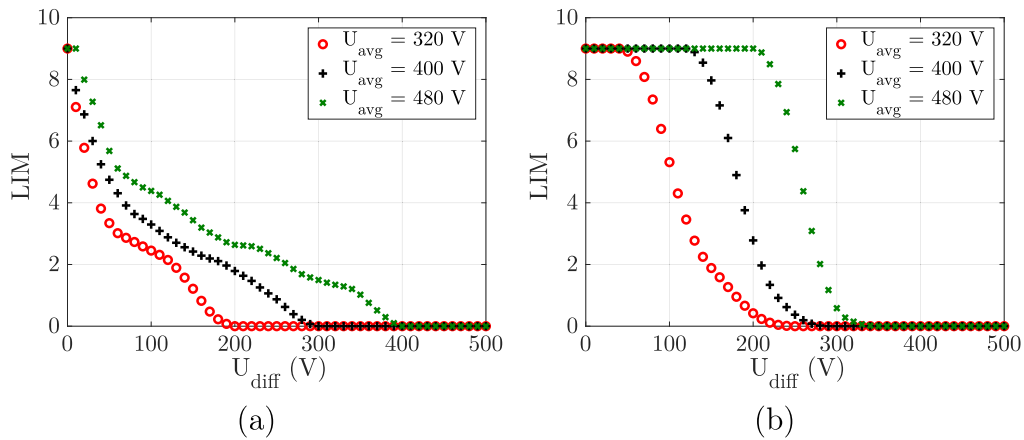 10
8
6
4
2
0
LIM
U_avg = 320 V
U_avg = 400 V
U_avg = 480 V
0 100 200 300 400 500
U_diff (V)
(a)
10
8
6
4
2
0
LIM
U_avg = 320 V
U_avg = 400 V
U_avg = 480 V
0 100 200 300 400 500
U_diff (V)
(b)